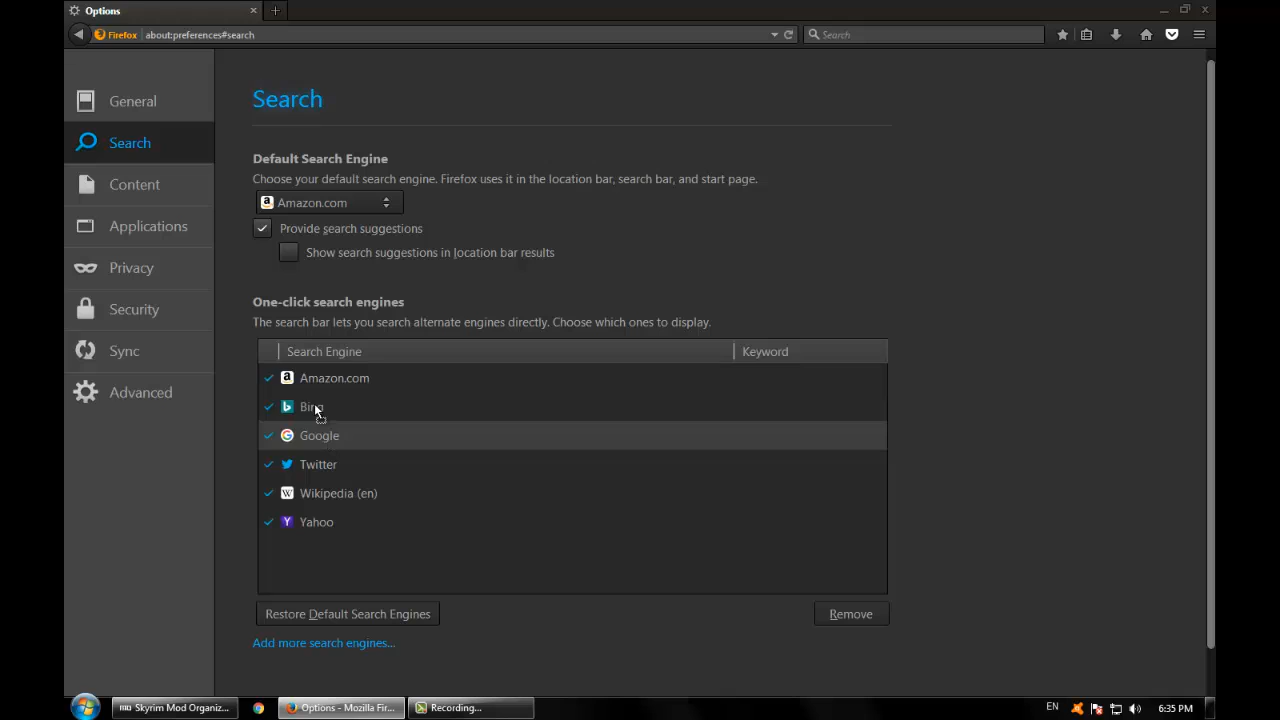 Options
Firefox
about:preferences#search
Search
General
Search
Content
Applications
Privacy
Security
Sync
Advanced
Search
Default Search Engine
Choose your default search engine. Firefox uses it in the location bar, search bar, and start page.
Amazon.com
Provide search suggestions
Show search suggestions in location bar results
One-click search engines
The search bar lets you search alternate engines directly. Choose which ones to display.
Search Engine Keyword
Amazon.com
Bing
Google
Twitter
Wikipedia (en)
Yahoo
Restore Default Search Engines
Remove
Add more search engines...
Skyrim Mod Organiz...
Options - Mozilla Fir...
Recording...
EN
6:35 PM